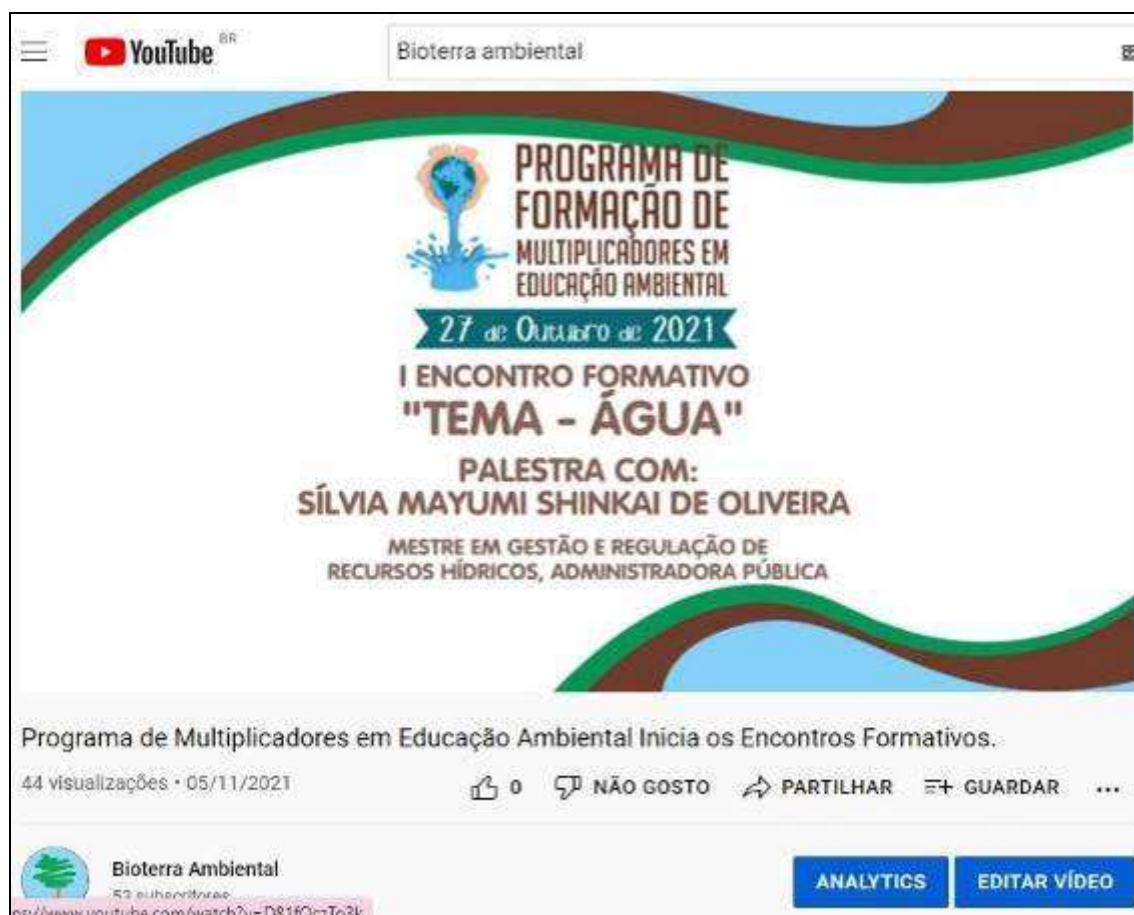 YouTube BR
Bioterra ambiental
PROGRAMA DE
FORMAÇÃO DE
MULTIPLICADORES EM
EDUCAÇÃO AMBIENTAL
27 de Outubro de 2021
I ENCONTRO FORMATIVO
"TEMA - ÁGUA"
PALESTRA COM:
SÍLVIA MAYUMI SHINKAI DE OLIVEIRA
MESTRE EM GESTÃO E REGULAÇÃO DE
RECURSOS HÍDRICOS, ADMINISTRADORA PÚBLICA
Programa de Multiplicadores em Educação Ambiental Inicia os Encontros Formativos.
44 visualizações • 05/11/2021 0 NÃO GOSTO PARTILHAR GUARDAR ...
Bioterra Ambiental
ANALYTICS EDITAR VÍDEO
53 subscritores